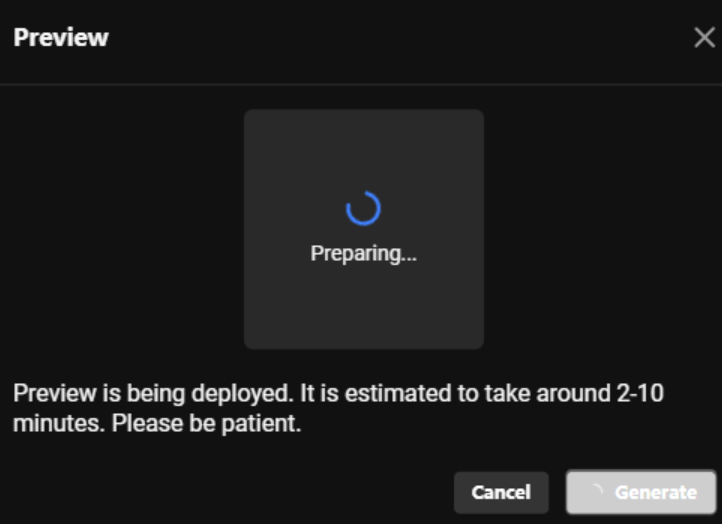 Preview
Preparing...
Preview is being deployed. It is estimated to take around 2-10
minutes. Please be patient.
Cancel
Generate